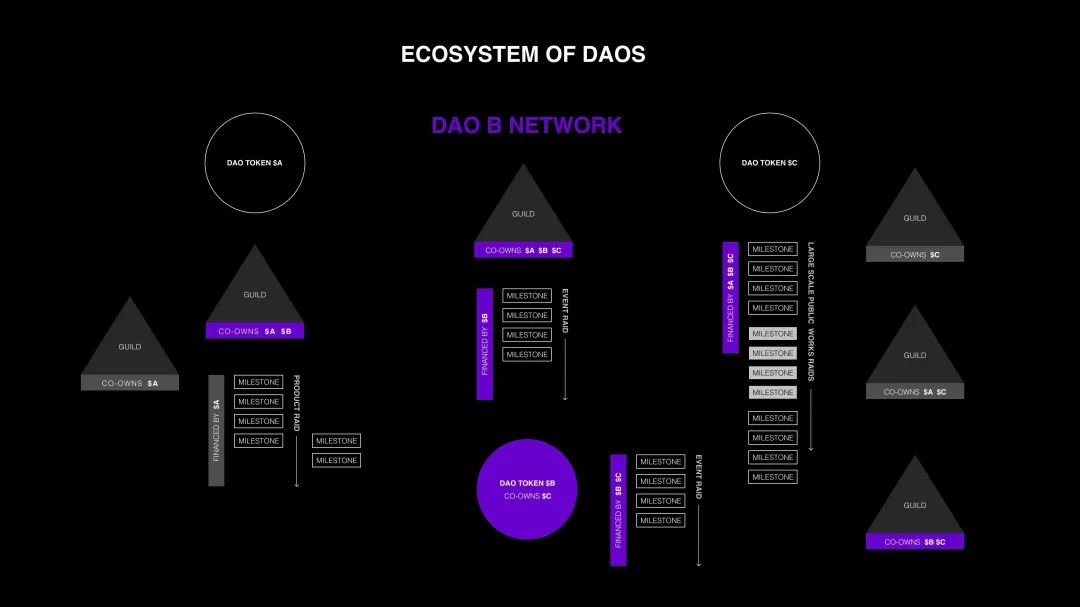 ECOSYSTEM OF DAOS
DAO B NETWORK
DAO TOKEN $A
GUILD
CO-OWNS $A
GUILD
CO-OWNS $A $B
FINANCED BY $A
MILESTONE
MILESTONE
MILESTONE
MILESTONE
PRODUCT RAID
MILESTONE
MILESTONE
GUILD
CO-OWNS $A $B $C
FINANCED BY $B
MILESTONE
MILESTONE
MILESTONE
MILESTONE
EVENT RAID
DAO TOKEN $B
CO-OWNS $C
FINANCED BY $B $C
MILESTONE
MILESTONE
MILESTONE
MILESTONE
EVENT RAID
DAO TOKEN $C
FINANCED BY $A $B $C
MILESTONE
MILESTONE
MILESTONE
MILESTONE
MILESTONE
MILESTONE
MILESTONE
MILESTONE
MILESTONE
MILESTONE
MILESTONE
MILESTONE
LARGE SCALE PUBLIC WORKS RAIDS
GUILD
CO-OWNS $C
GUILD
CO-OWNS $A $C
GUILD
CO-OWNS $B $C